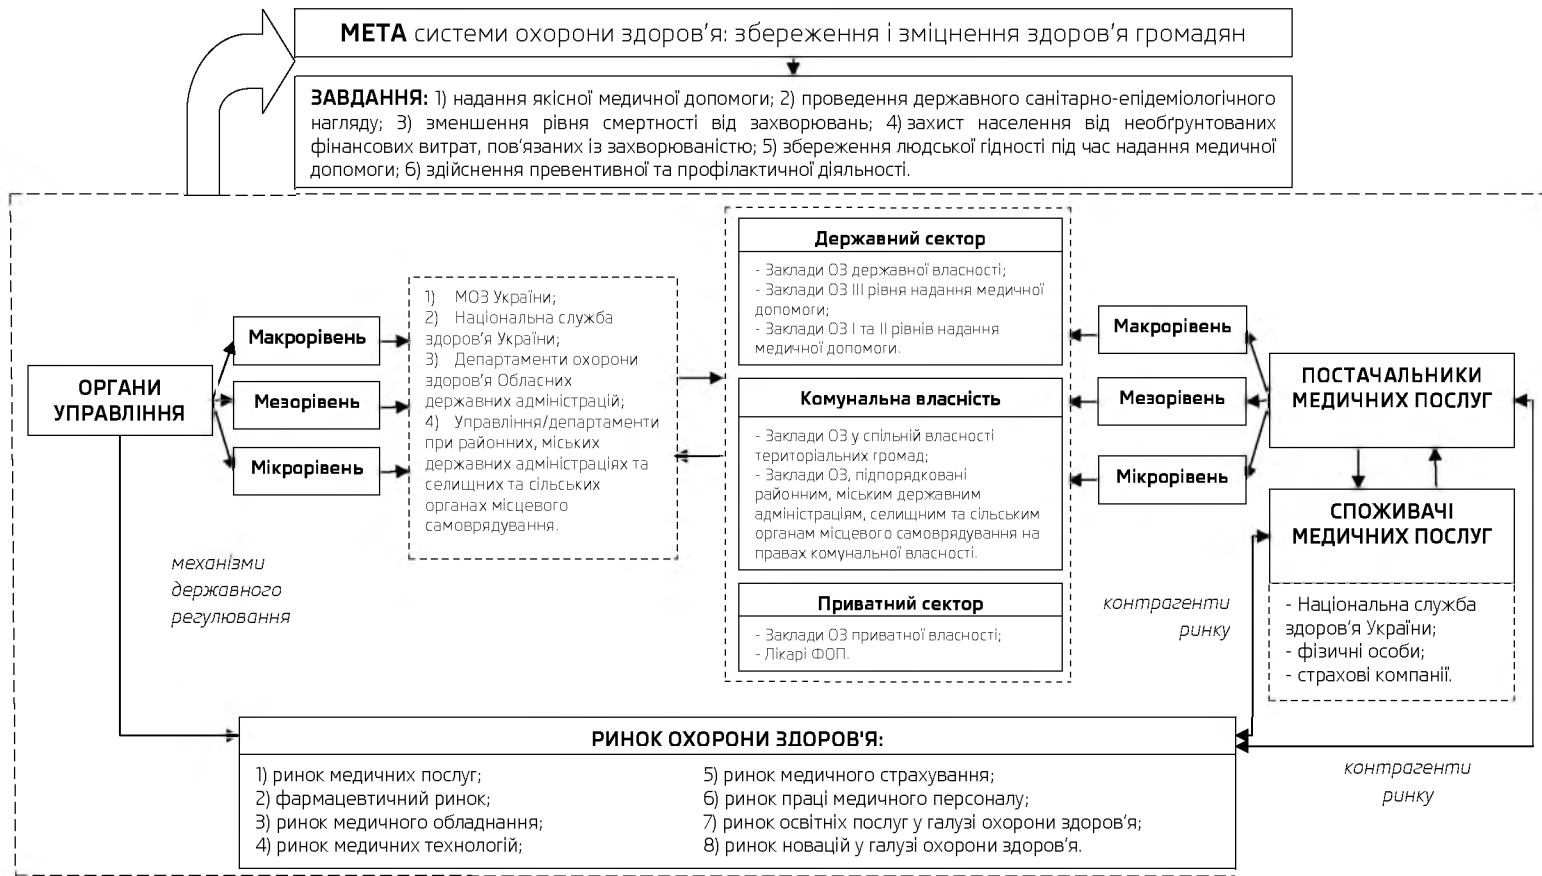 МЕТА системи охорони здоров'я: збереження і зміцнення здоров'я громадян
ЗАВДАННЯ: 1) надання якісної медичної допомоги; 2) проведення державного санітарно-епідеміологічного
нагляду; 3) зменшення рівня смертності від захворювань; 4) захист населення від необґрунтованих
фінансових витрат, пов'язаних із захворюваністю; 5) збереження людської гідності під час надання медичної
допомоги; 6) здійснення превентивної та профілактичної діяльності.
ОРГАНИ
УПРАВЛІННЯ
Макрорівень
Мезорівень
Мікрорівень
механізми
державного
регулювання
1) МОЗ України;
2) Національна служба
здоров'я України;
3) Департаменти охорони
здоров'я Обласних
державних адміністрацій;
4) Управління/департаменти
при районних, міських
державних адміністраціях та
селищних та сільських
органах місцевого
самоврядування.
Державний сектор
- Заклади ОЗ державної власності;
- Заклади ОЗ III рівня надання медичної
допомоги;
- Заклади ОЗ I та II рівнів надання
медичної допомоги.
Комунальна власність
- Заклади ОЗ у спільній власності
територіальних громад;
- Заклади ОЗ, підпорядковані
районним, міським державним
адміністраціям, селищним та сільським
органам місцевого самоврядування на
правах комунальної власності.
Приватний сектор
- Заклади ОЗ приватної власності;
- Лікарі ФОП.
Макрорівень
Мезорівень
Мікрорівень
контрагенти
ринку
ПОСТАЧАЛЬНИКИ
МЕДИЧНИХ ПОСЛУГ
СПОЖИВАЧІ
МЕДИЧНИХ ПОСЛУГ
- Національна служба
здоров'я України;
- фізичні особи;
- страхові компанії.
контрагенти
ринку
РИНОК ОХОРОНИ ЗДОРОВ'Я:
1) ринок медичних послуг;
2) фармацевтичний ринок;
3) ринок медичного обладнання;
4) ринок медичних технологій;
5) ринок медичного страхування;
6) ринок праці медичного персоналу;
7) ринок освітніх послуг у галузі охорони здоров'я;
8) ринок новацій у галузі охорони здоров'я.